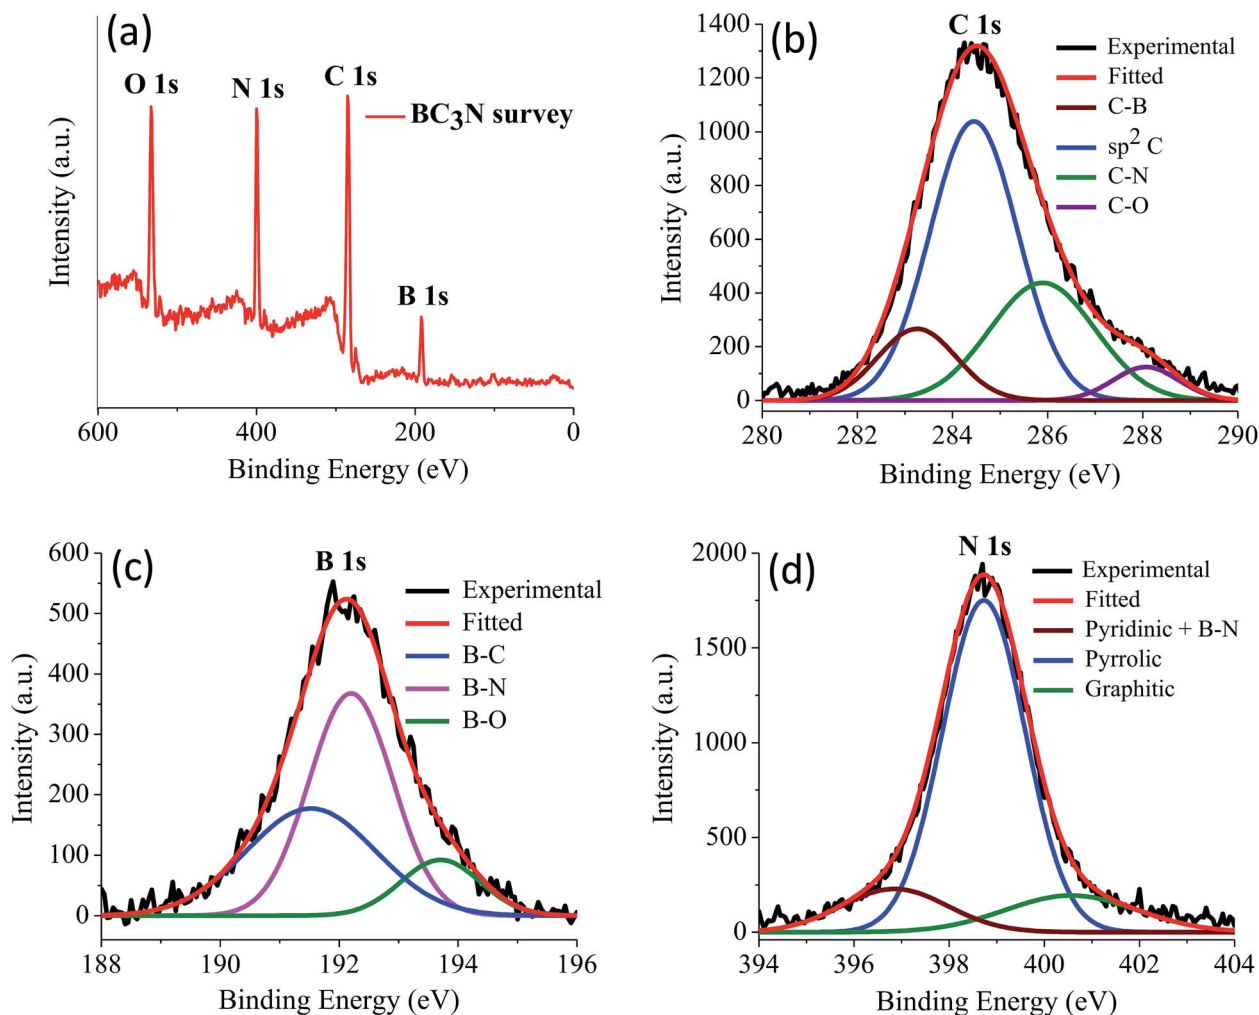 (a)
O 1s
N 1s
C 1s
B 1s
BC3N survey
Intensity (a.u.)
600
400
200
0
Binding Energy (eV)
(b)
C 1s
Experimental
Fitted
C-B
sp² C
C-N
C-O
Intensity (a.u.)
1400
1200
1000
800
600
400
200
0
280
282
284
286
288
290
Binding Energy (eV)
(c)
B 1s
Experimental
Fitted
B-C
B-N
B-O
Intensity (a.u.)
600
500
400
300
200
100
0
188
190
192
194
196
Binding Energy (eV)
(d)
N 1s
Experimental
Fitted
Pyridinic + B-N
Pyrrolic
Graphitic
Intensity (a.u.)
2000
1500
1000
500
0
394
396
398
400
402
404
Binding Energy (eV)